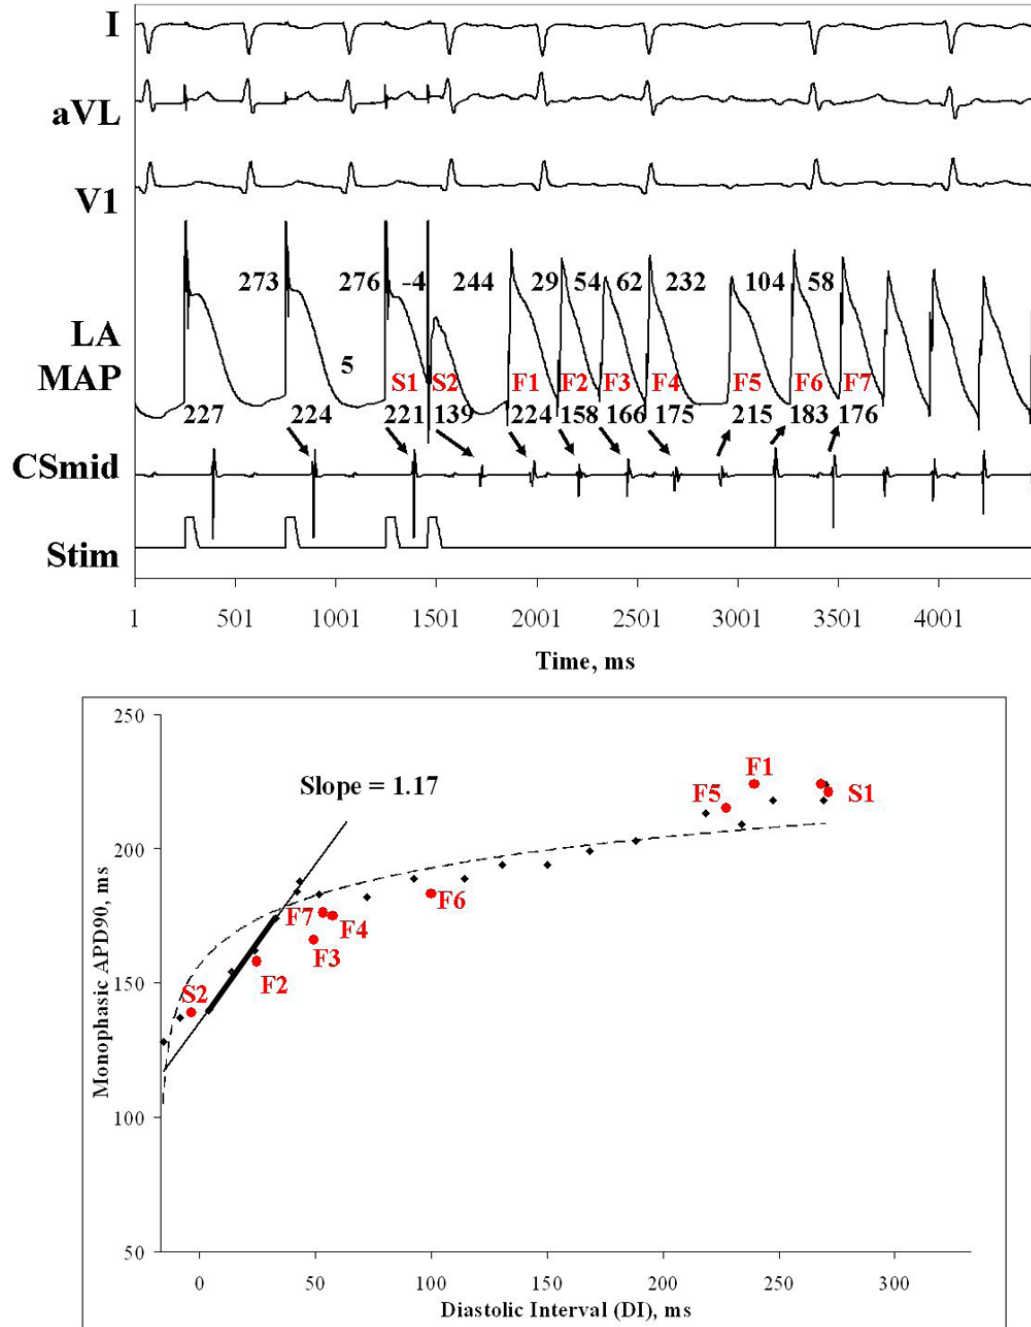 I
aVL
V1
LA MAP
273 276 -4 244 29 54 62 232 104 58
5
S1 S2 F1 F2 F3 F4 F5 F6 F7
227 224 221 139 224 158 166 175 215 183 176
CSmid
Stim
1 501 1001 1501 2001 2501 3001 3501 4001
Time, ms
250
200
150
100
50
Monophasic APD90, ms
Slope = 1.17
F1
F5
S1
F6
F7
F4
F3
F2
S2
0 50 100 150 200 250 300
Diastolic Interval (DI), ms